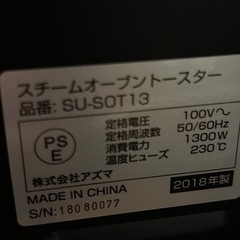 スチームオーブントースター
品番: SU-SOT13
PS
E
定格電圧 100V~
定格周波数 50/60Hz
消費電力 1300W
温度ヒューズ 230℃
株式会社アズマ
MADE IN CHINA 2018年製
S/N:18080077